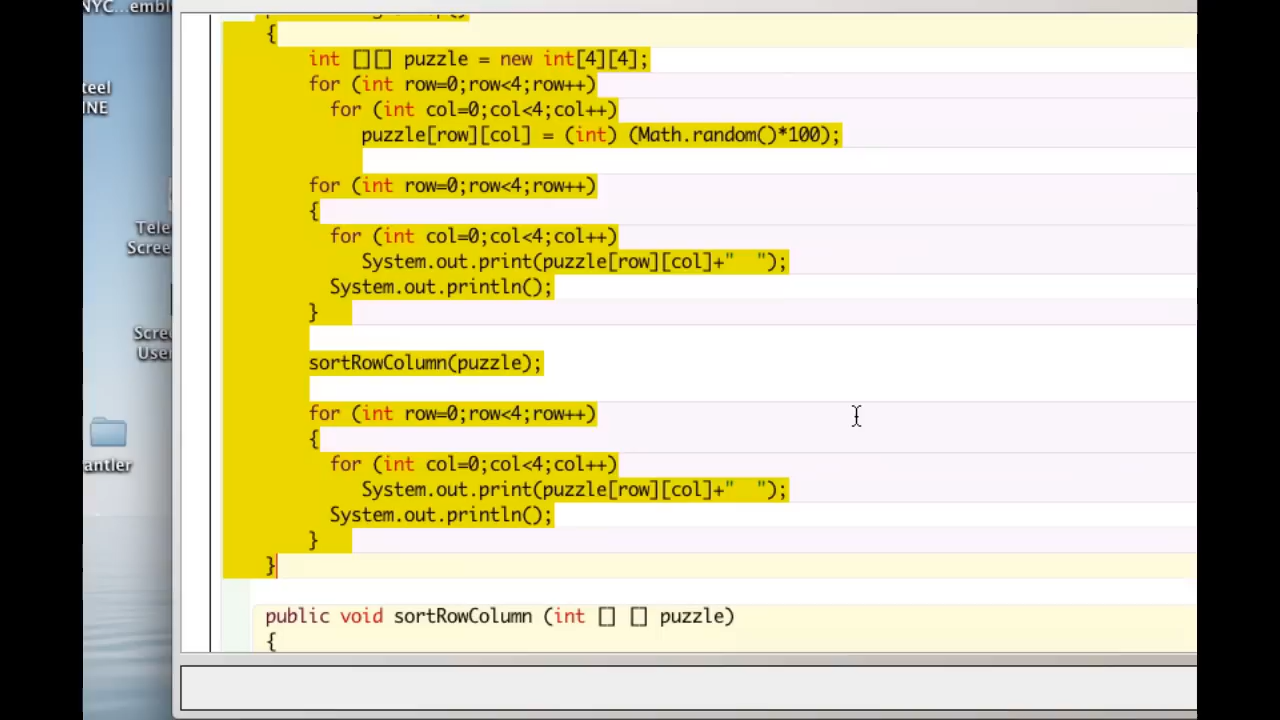 NYC...embl
{
int [][] puzzle = new int[4][4];
for (int row=0;row<4;row++)
for (int col=0;col<4;col++)
puzzle[row][col] = (int) (Math.random()*100);
for (int row=0;row<4;row++)
{
for (int col=0;col<4;col++)
System.out.print(puzzle[row][col]+"  ");
System.out.println();
}
sortRowColumn(puzzle);
for (int row=0;row<4;row++)
{
for (int col=0;col<4;col++)
System.out.print(puzzle[row][col]+"  ");
System.out.println();
}
}
public void sortRowColumn (int [] [] puzzle)
{
teel
INE
Tele
Scree
Scree
User
antler